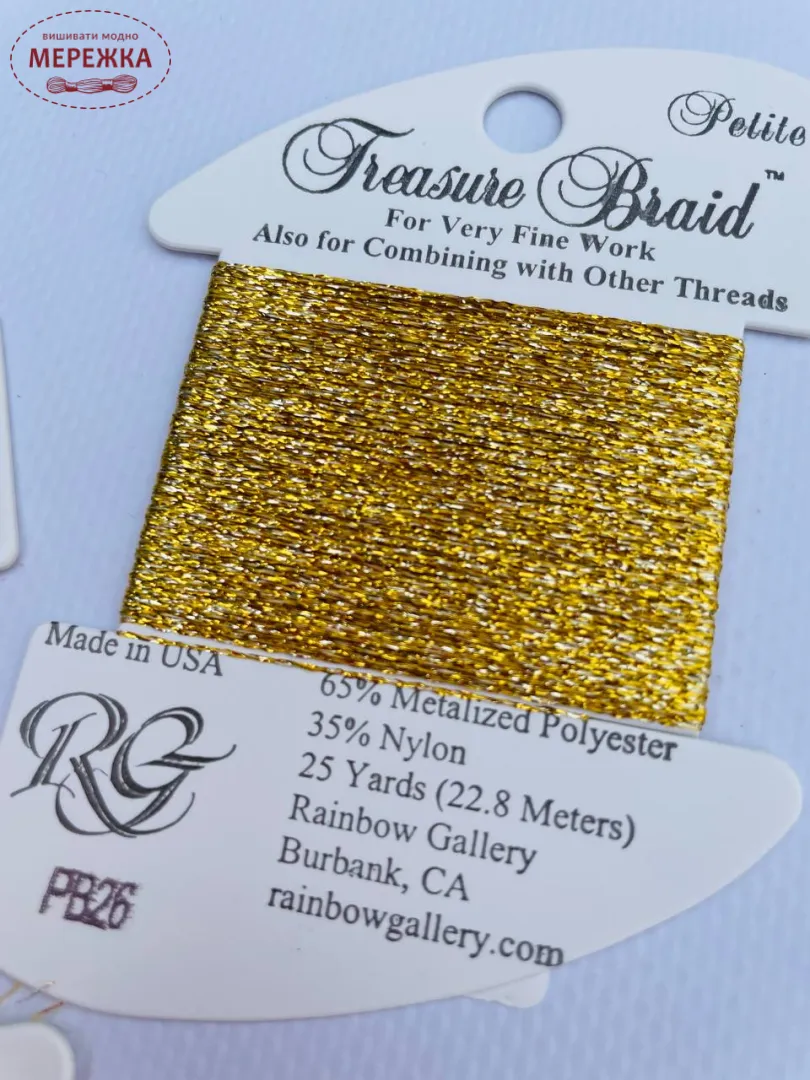 вишивати модно
МЕРЕЖКА
Petite
Treasure Braid™
For Very Fine Work
Also for Combining with Other Threads
Made in USA
RG
PB26
65% Metalized Polyester
35% Nylon
25 Yards (22.8 Meters)
Rainbow Gallery
Burbank, CA
rainbowgallery.com